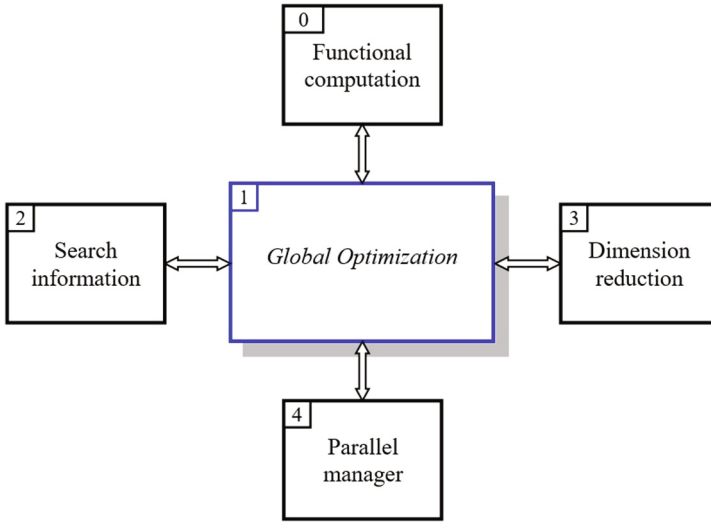 0
Functional
computation
1
Global Optimization
2
Search
information
3
Dimension
reduction
4
Parallel
manager